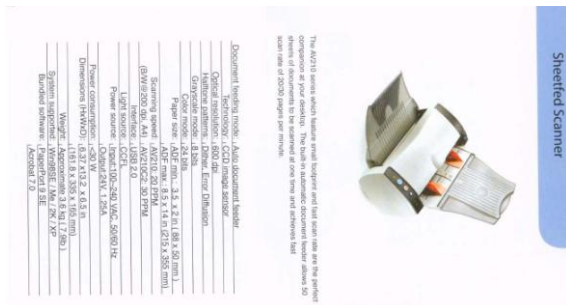 Sheetfed Scanner
The AV210 series which feature small footprint and fast scan rate are the perfect
companion at your desktop. The built-in automatic document feeder allows 50
sheets of documents to be scanned at one time and achieves fast
scan rate of 20/30 pages per minute.
Document feeding mode: Auto document feeder
Technology: CCD image sensor
Optical resolution: 600 dpi
Halftone patterns: Dither, Error Diffusion
Grayscale mode: 8 bits
Color mode: 24 bits
Paper size: ADF min.: 3.5 x 2 in ( 88 x 50 mm )
ADF max.: 8.5 x 14 in (215 x 355 mm)
Scanning speed: AV210: 20 PPM
(B/W@200 dpi, A4) AV210C2: 30 PPM
Interface: USB 2.0
Light source: CCFL
Power source: Input:100~240 VAC, 50/60 Hz
Output:24V, 1.25A
Power consumption: <30 W
Dimensions (HxWxD): 6.37 x13.2 x 6.5 in
(161.8 x 335 x 165 mm)
Weight: Approximate 3.6 kg ( 7.9lb )
System supported: Win98SE / Me / 2K / XP
Bundled software: PaperPort 9 SE
Acrobat 7.0